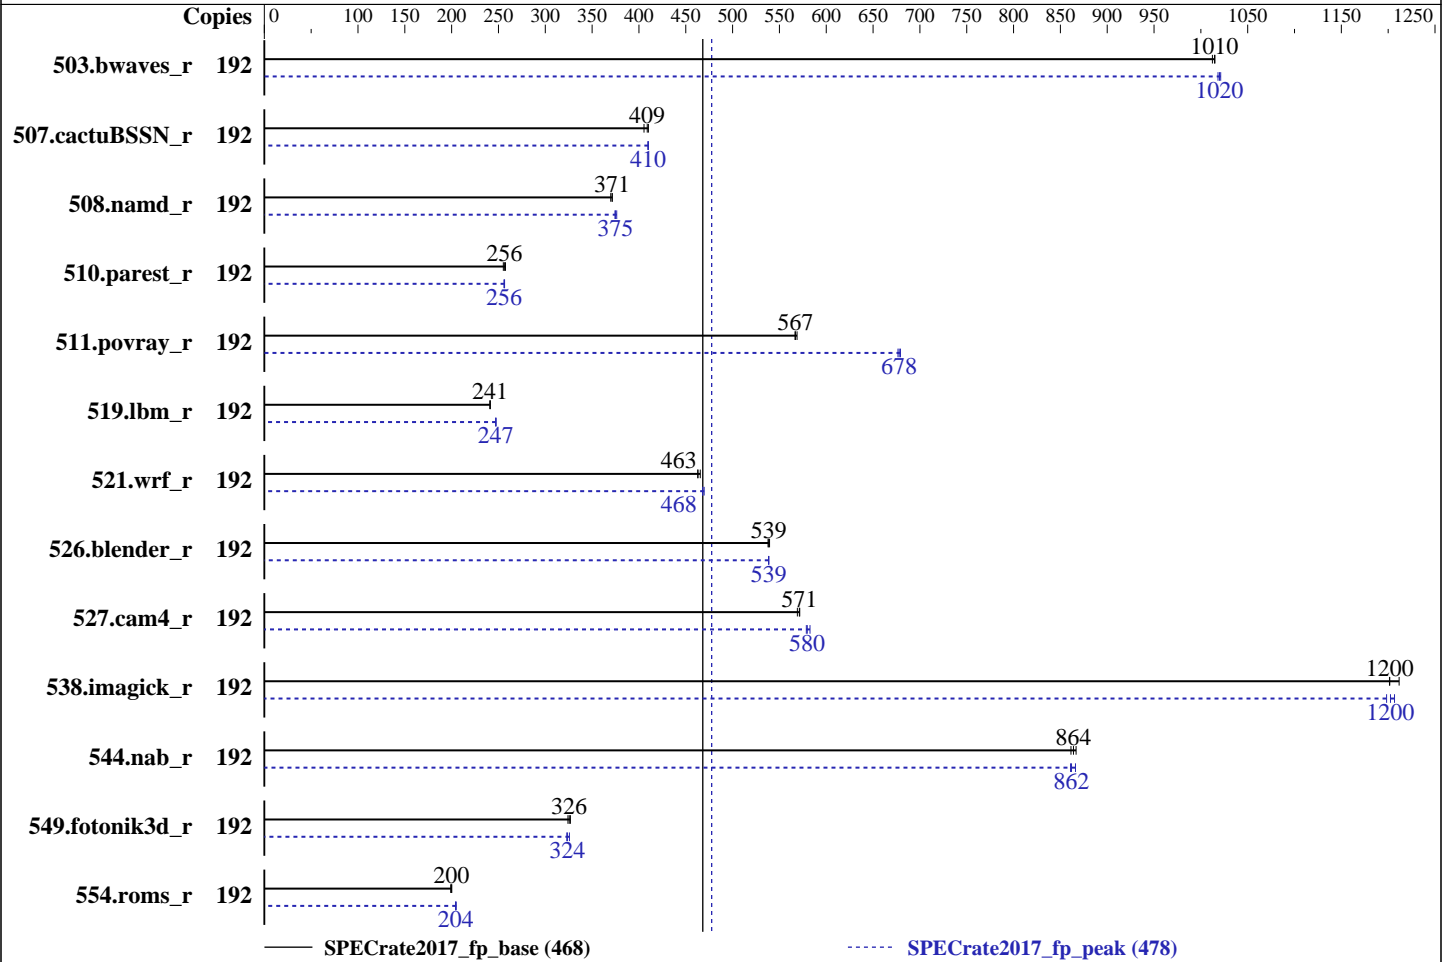 Copies 0 100 150 200 250 300 350 400 450 500 550 600 650 700 750 800 850 900 950 1050 1150 1250
1010
503.bwaves_r 192
1020
409
507.cactuBSSN_r 192
410
371
508.namd_r 192
375
256
510.parest_r 192
256
567
511.povray_r 192
678
241
519.lbm_r 192
247
463
521.wrf_r 192
468
539
526.blender_r 192
539
571
527.cam4_r 192
580
1200
538.imagick_r 192
1200
864
544.nab_r 192
862
326
549.fotonik3d_r 192
324
200
554.roms_r 192
204
SPECrate2017_fp_base (468) SPECrate2017_fp_peak (478)